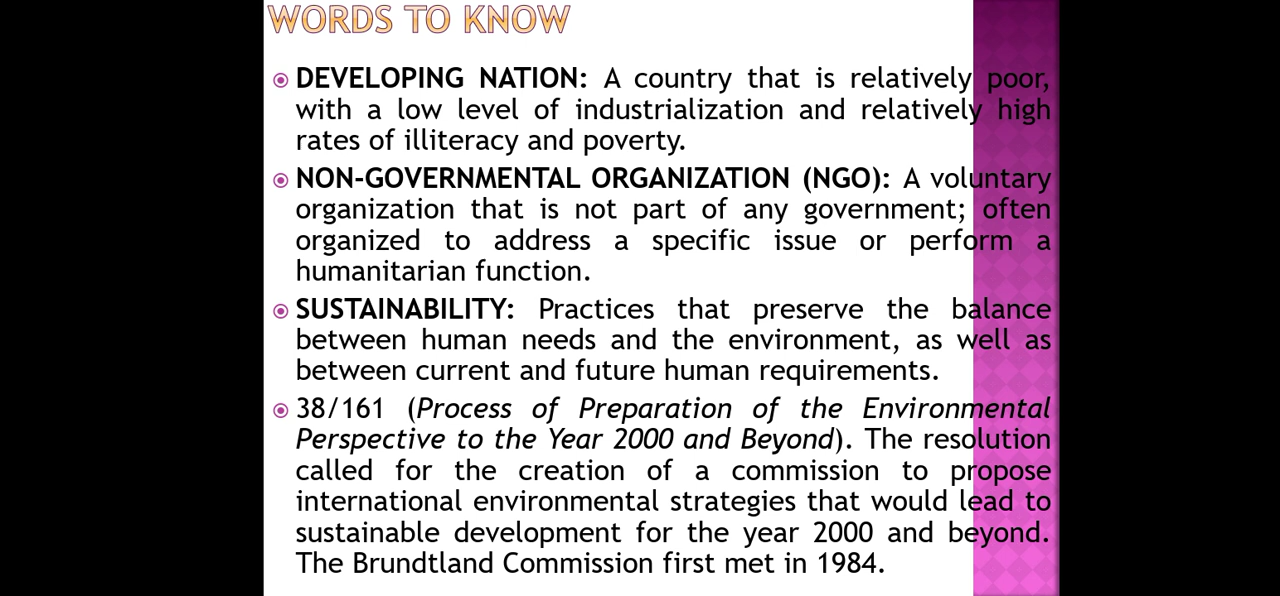 WORDS TO KNOW
DEVELOPING NATION: A country that is relatively poor,
with a low level of industrialization and relatively high
rates of illiteracy and poverty.
NON-GOVERNMENTAL ORGANIZATION (NGO): A voluntary
organization that is not part of any government; often
organized to address a specific issue or perform a
humanitarian function.
SUSTAINABILITY: Practices that preserve the balance
between human needs and the environment, as well as
between current and future human requirements.
38/161 (Process of Preparation of the Environmental
Perspective to the Year 2000 and Beyond). The resolution
called for the creation of a commission to propose
international environmental strategies that would lead to
sustainable development for the year 2000 and beyond.
The Brundtland Commission first met in 1984.